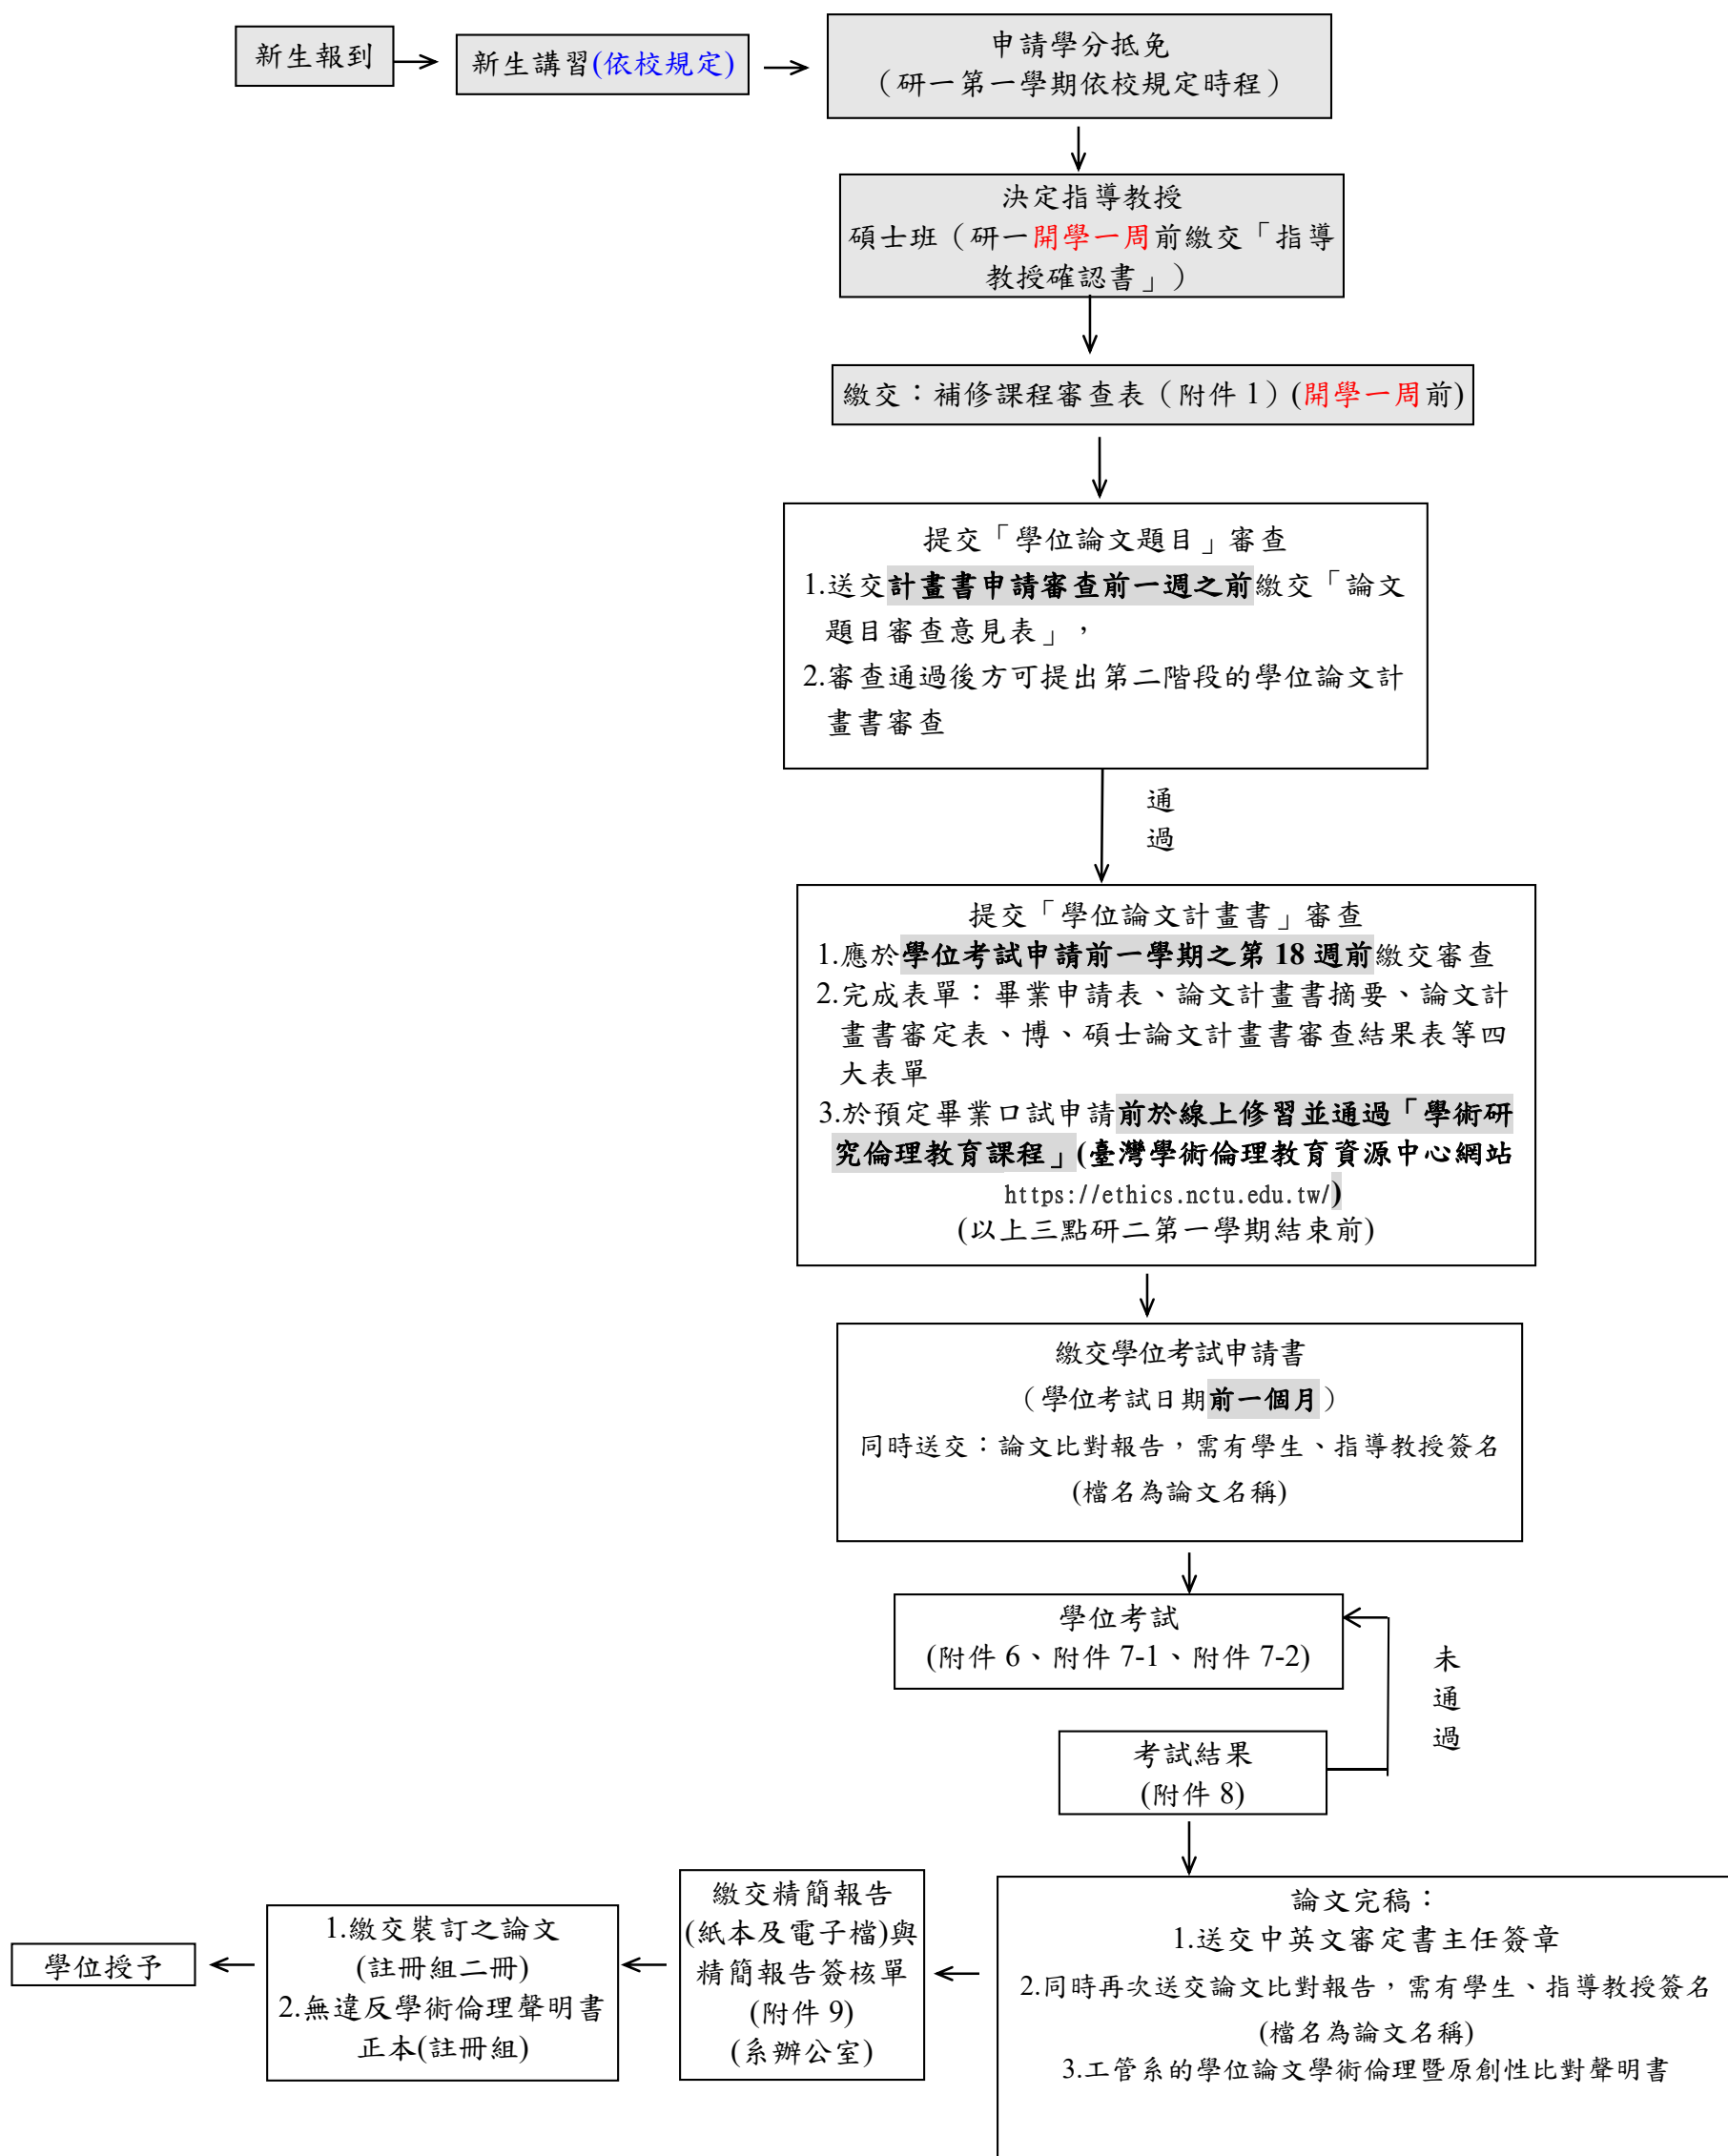 新生報到
新生講習(依校規定)
申請學分抵免
（研一第一學期依校規定時程）
決定指導教授
碩士班（研一開學一周前繳交「指導
教授確認書」）
繳交：補修課程審查表（附件 1）(開學一周前)
提交「學位論文題目」審查
1.送交計畫書申請審查前一週之前繳交「論文
題目審查意見表」，
2.審查通過後方可提出第二階段的學位論文計
畫書審查
通
過
提交「學位論文計畫書」審查
1.應於學位考試申請前一學期之第 18 週前繳交審查
2.完成表單：畢業申請表、論文計畫書摘要、論文計
畫書審定表、博、碩士論文計畫書審查結果表等四
大表單
3.於預定畢業口試申請前於線上修習並通過「學術研
究倫理教育課程」(臺灣學術倫理教育資源中心網站
https://ethics.nctu.edu.tw/)
(以上三點研二第一學期結束前)
繳交學位考試申請書
（學位考試日期前一個月）
同時送交：論文比對報告，需有學生、指導教授簽名
(檔名為論文名稱)
學位考試
(附件 6、附件 7-1、附件 7-2)
未
通
過
考試結果
(附件 8)
論文完稿：
1.送交中英文審定書主任簽章
2.同時再次送交論文比對報告，需有學生、指導教授簽名
(檔名為論文名稱)
3.工管系的學位論文學術倫理暨原創性比對聲明書
繳交精簡報告
(紙本及電子檔)與
精簡報告簽核單
(附件 9)
(系辦公室)
1.繳交裝訂之論文
(註冊組二冊)
2.無違反學術倫理聲明書
正本(註冊組)
學位授予